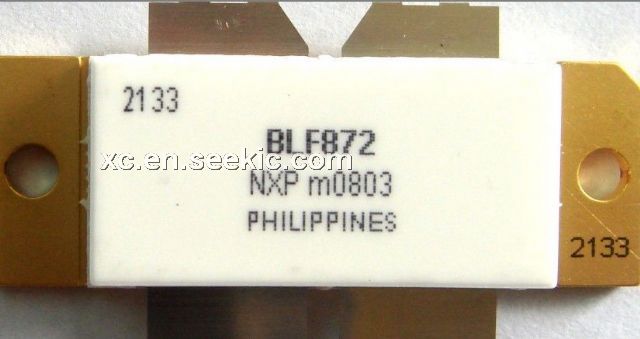 2133
BLF872
xc.en.seekic.com
NXP m0803
PHILIPPINES
2133